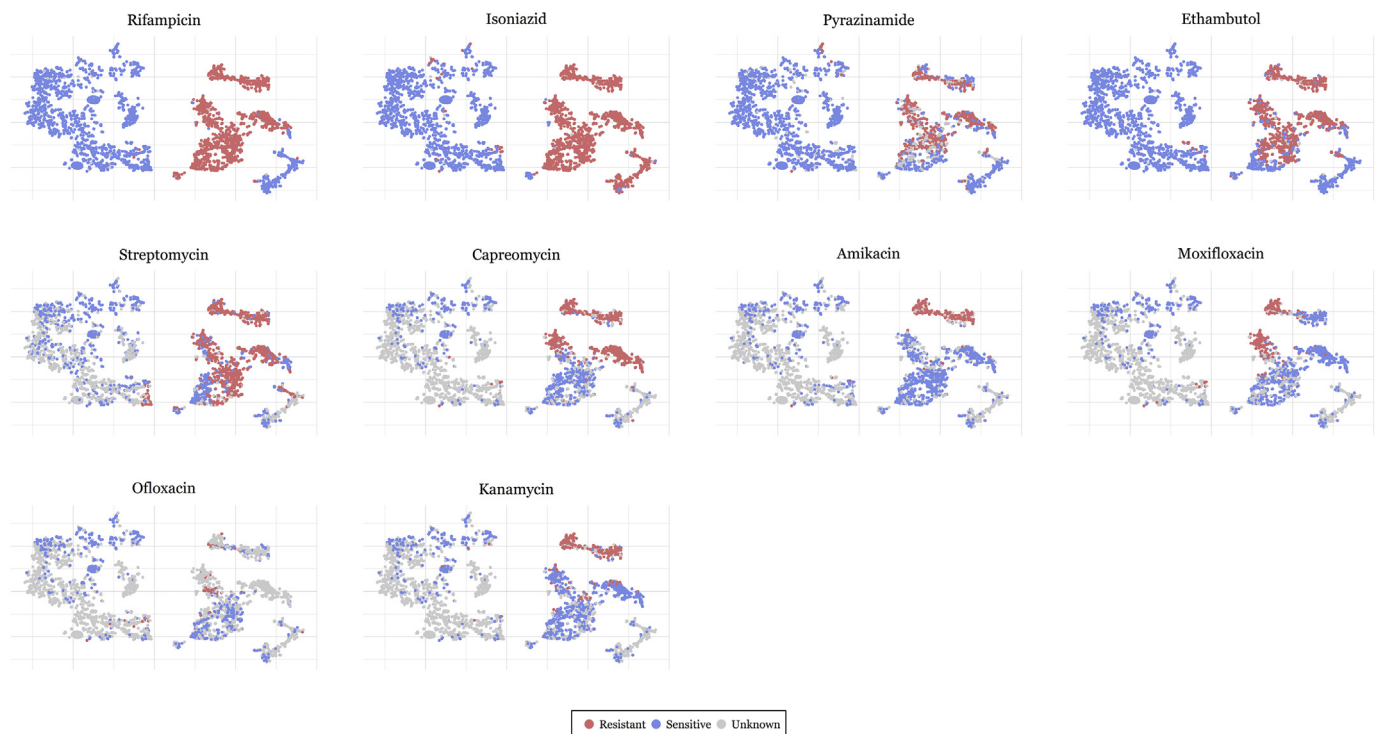 Rifampicin
Isoniazid
Pyrazinamide
Ethambutol
Streptomycin
Capreomycin
Amikacin
Moxifloxacin
Ofloxacin
Kanamycin
Resistant Sensitive Unknown